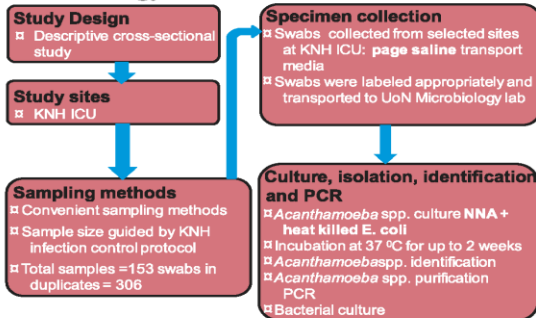 Study Design
¤ Descriptive cross-sectional
study
Study sites
¤ KNH ICU
Sampling methods
¤ Convenient sampling methods
¤ Sample size guided by KNH
infection control protocol
¤ Total samples =153 swabs in
duplicates = 306
Specimen collection
¤ Swabs collected from selected sites
at KNH ICU: page saline transport
media
¤ Swabs were labeled appropriately and
transported to UoN Microbiology lab
Culture, isolation, identification
and PCR
¤ Acanthamoeba spp. culture NNA +
heat killed E. coli
¤ Incubation at 37 ºC for up to 2 weeks
¤ Acanthamoebaspp. identification
¤ Acanthamoeba spp. purification
PCR
¤ Bacterial culture